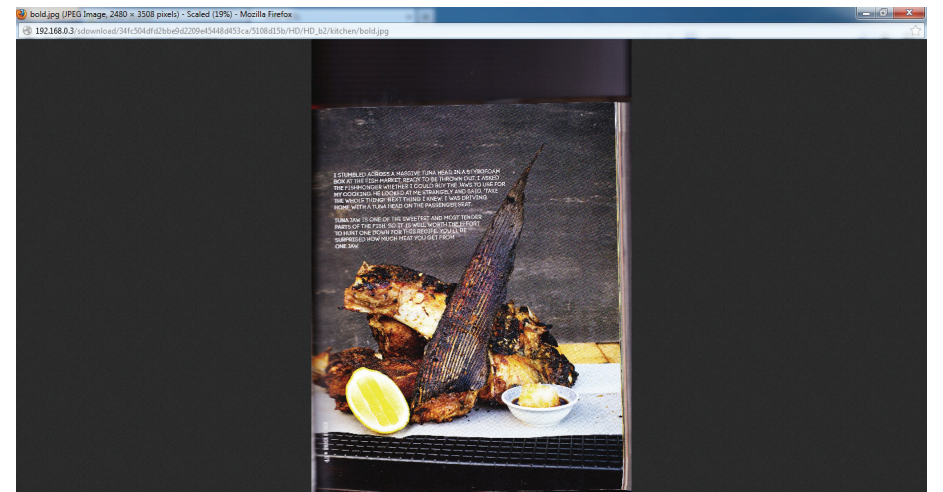 bold.jpg (JPEG Image, 2480 × 3508 pixels) - Scaled (19%) - Mozilla Firefox
192.168.0.3/sdownload/34fc504dfd2bbe9d2209e45448d453ca/5108d15b/HD/HD_b2/kitchen/bold.jpg
I STUMBLED ACROSS A MASSIVE TUNA HEAD IN A STYROFOAM
BOX AT THE FISH MARKET, READY TO BE THROWN OUT. I ASKED
THE FISHMONGER WHETHER I COULD BUY THE JAWS TO USE FOR
MY COOKING. HE LOOKED AT ME STRANGELY AND SAID, 'TAKE
THE WHOLE THING!' NEXT THING I KNEW, I WAS DRIVING
HOME WITH A TUNA HEAD ON THE PASSENGER SEAT.
TUNA JAW IS ONE OF THE SWEETEST AND MOST TENDER
PARTS OF THE FISH, SO IT IS WELL WORTH THE EFFORT
TO HUNT ONE DOWN FOR THIS RECIPE. YOU'LL BE
SURPRISED HOW MUCH MEAT YOU GET FROM
ONE JAW.